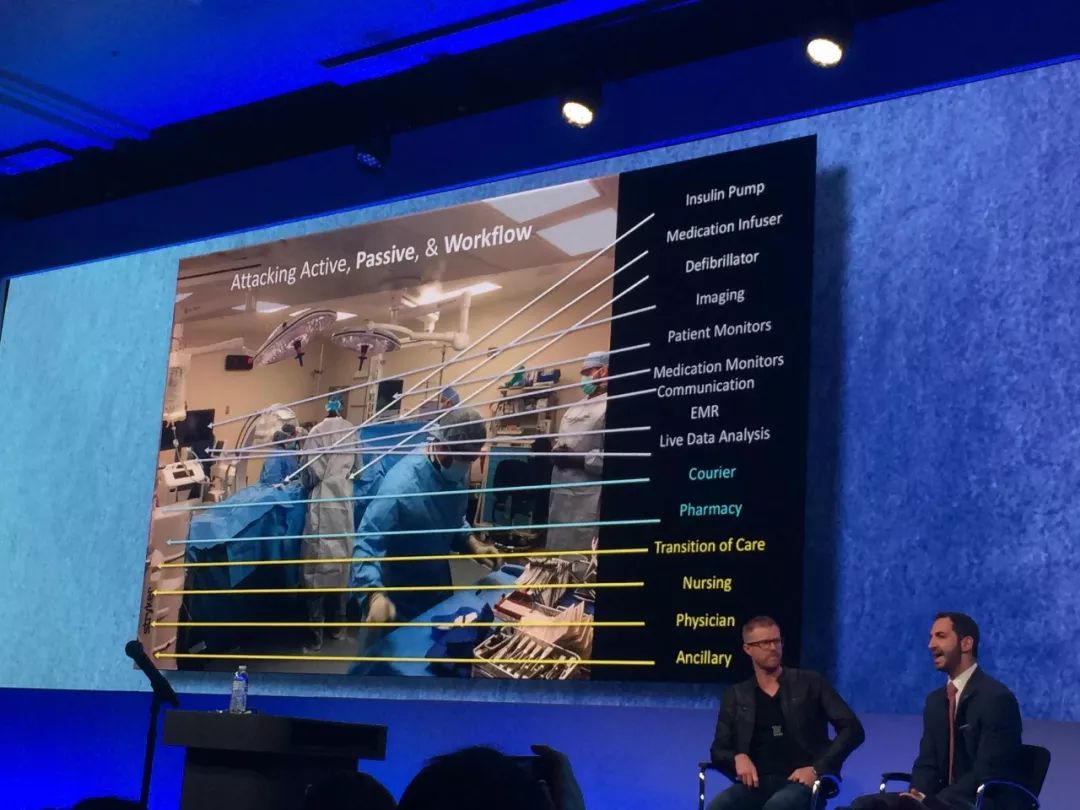 Attacking Active, Passive, & Workflow
Insulin Pump
Medication Infuser
Defibrillator
Imaging
Patient Monitors
Medication Monitors
Communication
EMR
Live Data Analysis
Courier
Pharmacy
Transition of Care
Nursing
Physician
Ancillary
stryker